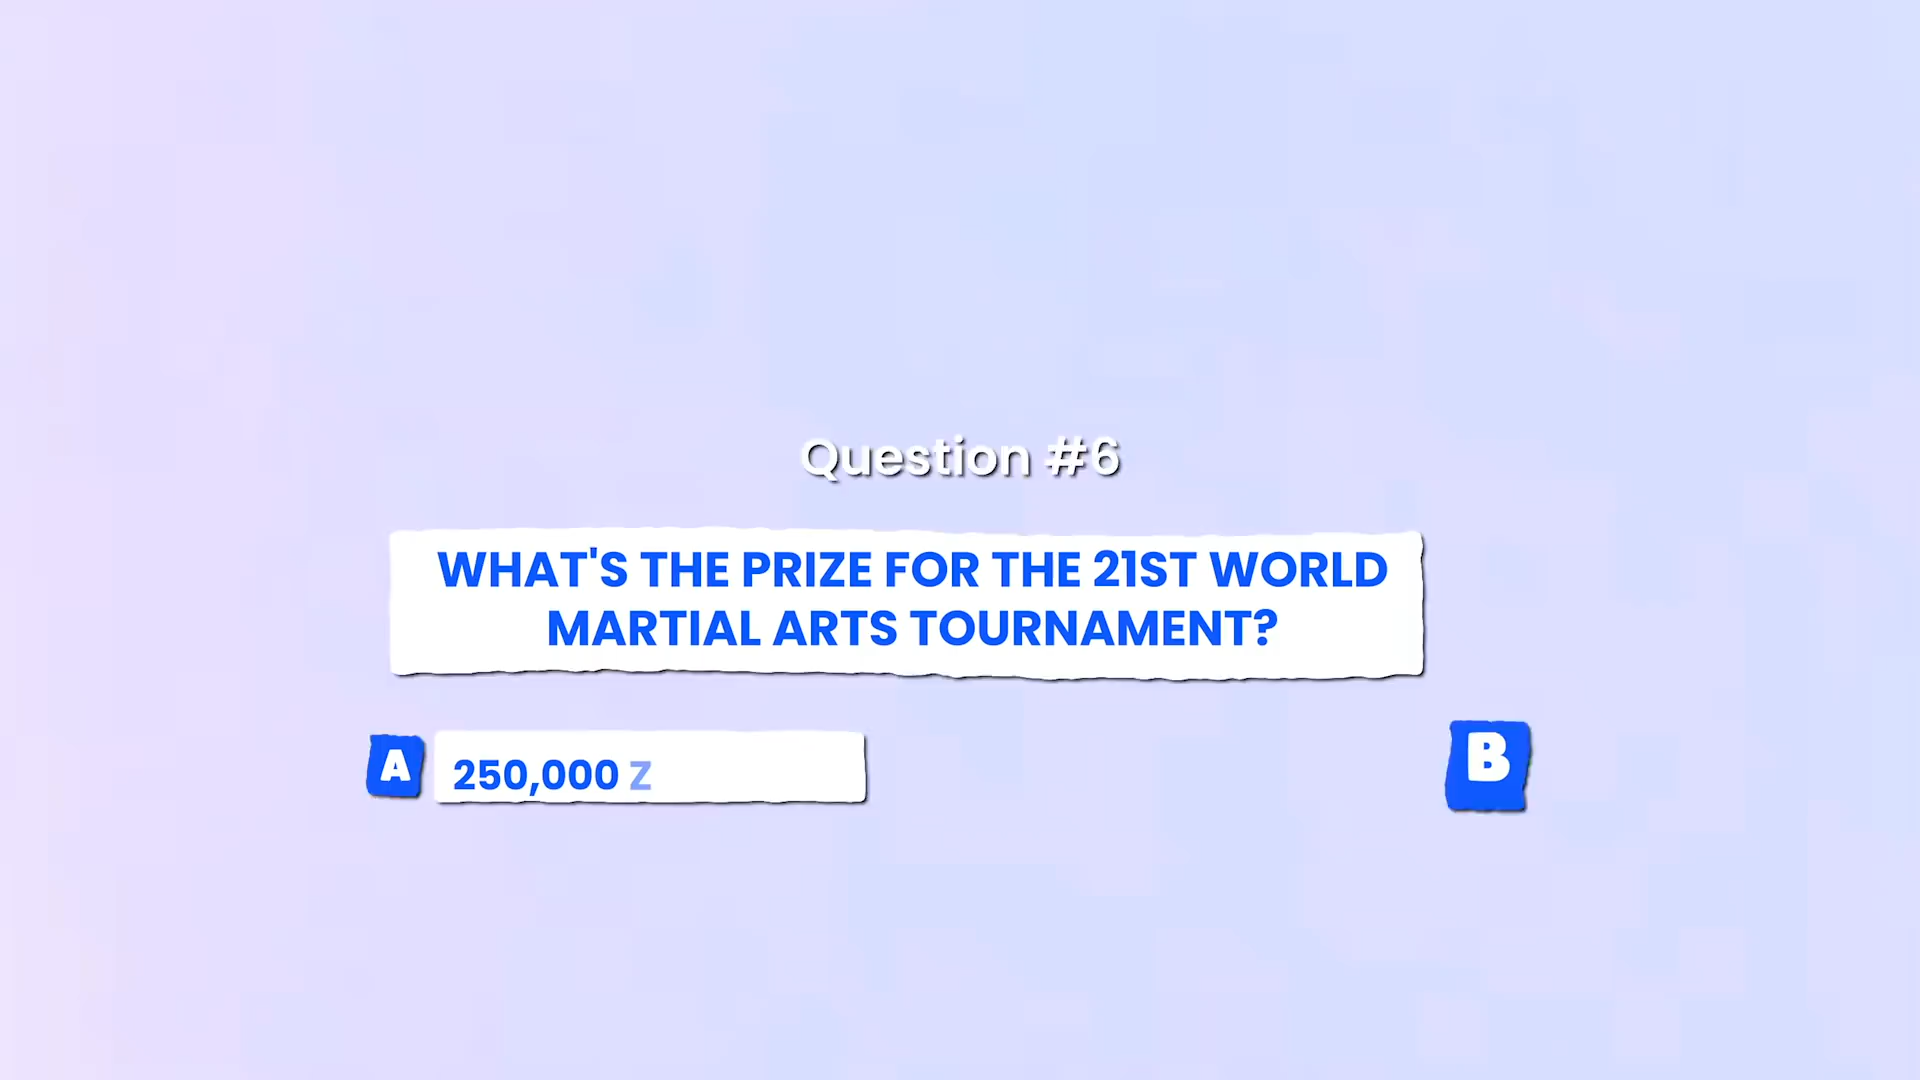 Question #6
WHAT'S THE PRIZE FOR THE 21ST WORLD
MARTIAL ARTS TOURNAMENT?
A 250,000 Z
B